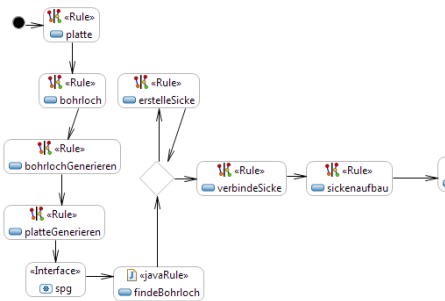 «Rule»
platte
«Rule»
bohrloch
«Rule»
erstelleSicke
«Rule»
bohrlochGenerieren
«Rule»
verbindeSicke
«Rule»
sickenaufbau
«Rule»
platteGenerieren
«Interface»
spg
«javaRule»
findeBohrloch